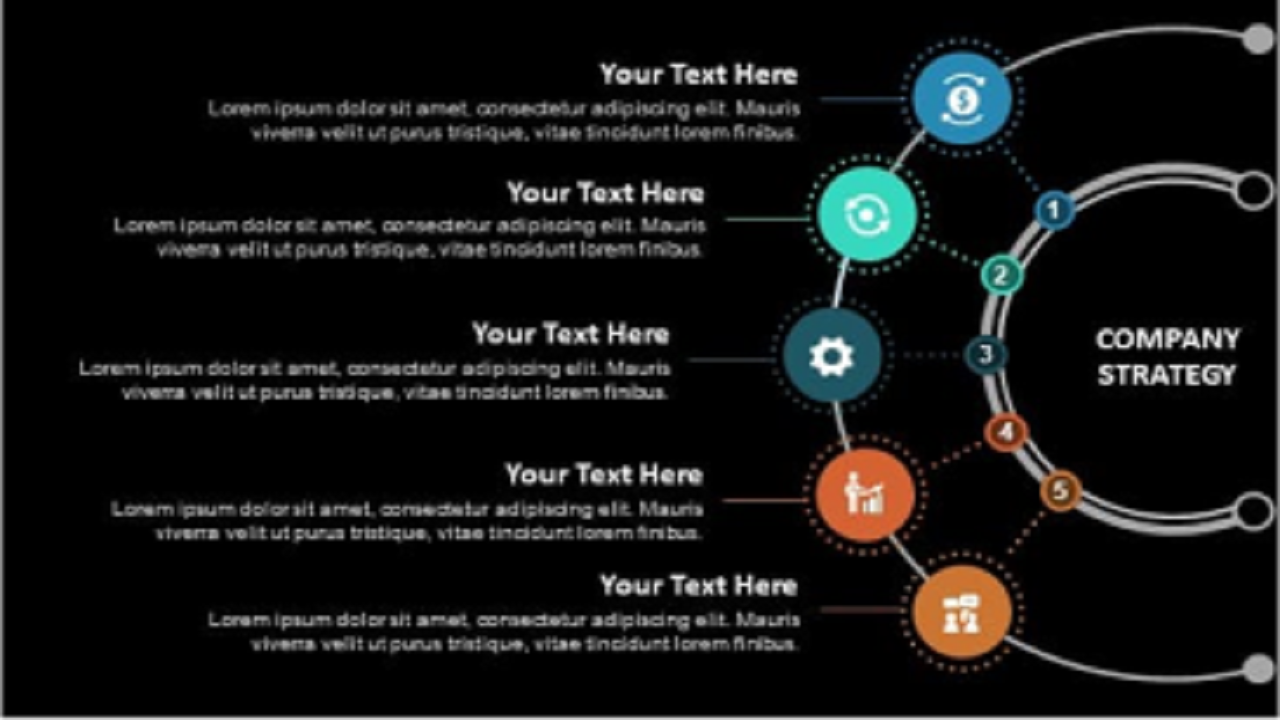 Your Text Here
Lorem ipsum dolor sit amet, consectetur adipiscing elit. Mauris
viverra velit ut purus tristique, vitae tincidunt lorem finibus.
1
Your Text Here
Lorem ipsum dolor sit amet, consectetur adipiscing elit. Mauris
viverra velit ut purus tristique, vitae tincidunt lorem finibus.
2
Your Text Here
Lorem ipsum dolor sit amet, consectetur adipiscing elit. Mauris
viverra velit ut purus tristique, vitae tincidunt lorem finibus.
3
COMPANY
STRATEGY
Your Text Here
Lorem ipsum dolor sit amet, consectetur adipiscing elit. Mauris
viverra velit ut purus tristique, vitae tincidunt lorem finibus.
4
Your Text Here
Lorem ipsum dolor sit amet, consectetur adipiscing elit. Mauris
viverra velit ut purus tristique, vitae tincidunt lorem finibus.
5